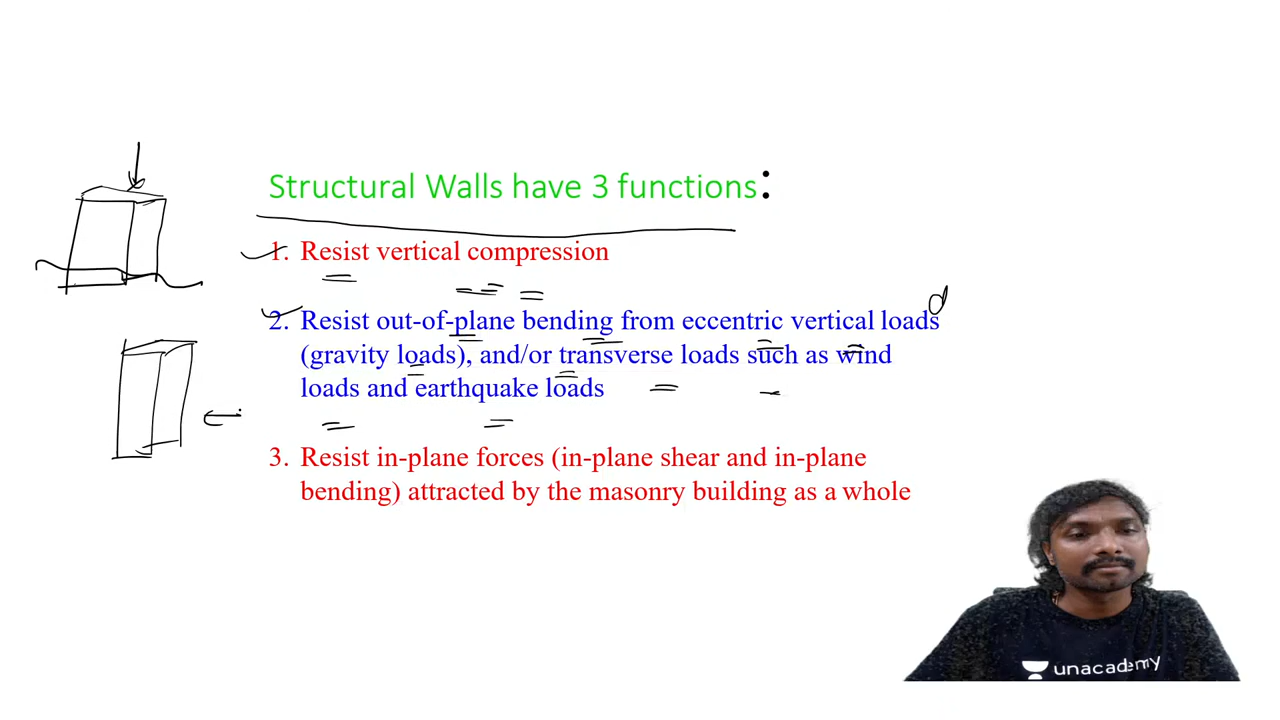 Structural Walls have 3 functions:
1. Resist vertical compression
2. Resist out-of-plane bending from eccentric vertical loads
(gravity loads), and/or transverse loads such as wind
loads and earthquake loads
3. Resist in-plane forces (in-plane shear and in-plane
bending) attracted by the masonry building as a whole
unacademy